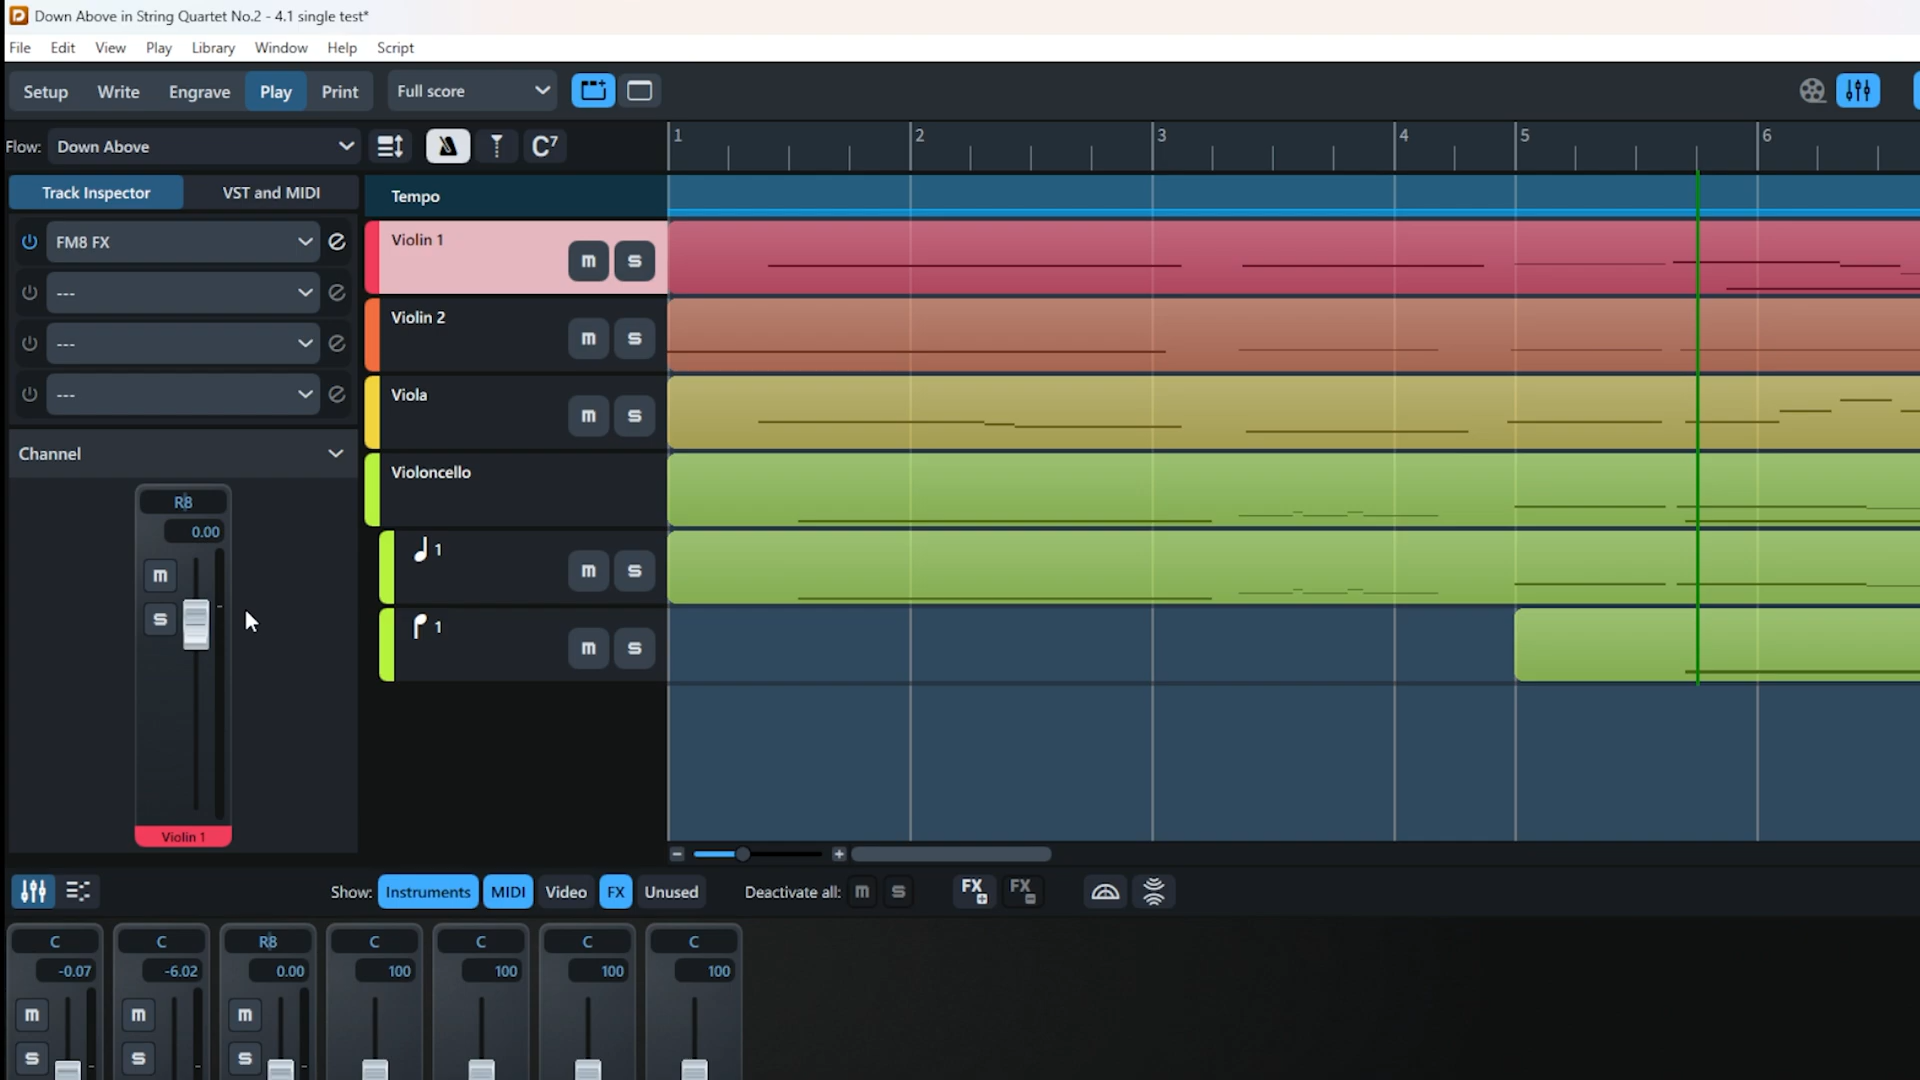 Down Above in String Quartet No.2 - 4.1 single test*
File Edit View Play Library Window Help Script
Setup Write Engrave Play Print Full score
Flow: Down Above C7
1 2 3 4 5 6
Track Inspector VST and MIDI
Tempo
FM8 FX
---
---
---
Violin 1 m s
Violin 2 m s
Viola m s
Violoncello
1 m s
1 m s
Channel
R8
0.00
m
s
Violin 1
Show: Instruments MIDI Video FX Unused Deactivate all: m s FX FX
C C R8 C C C C
-0.07 -6.02 0.00 100 100 100 100
m m m
s s s